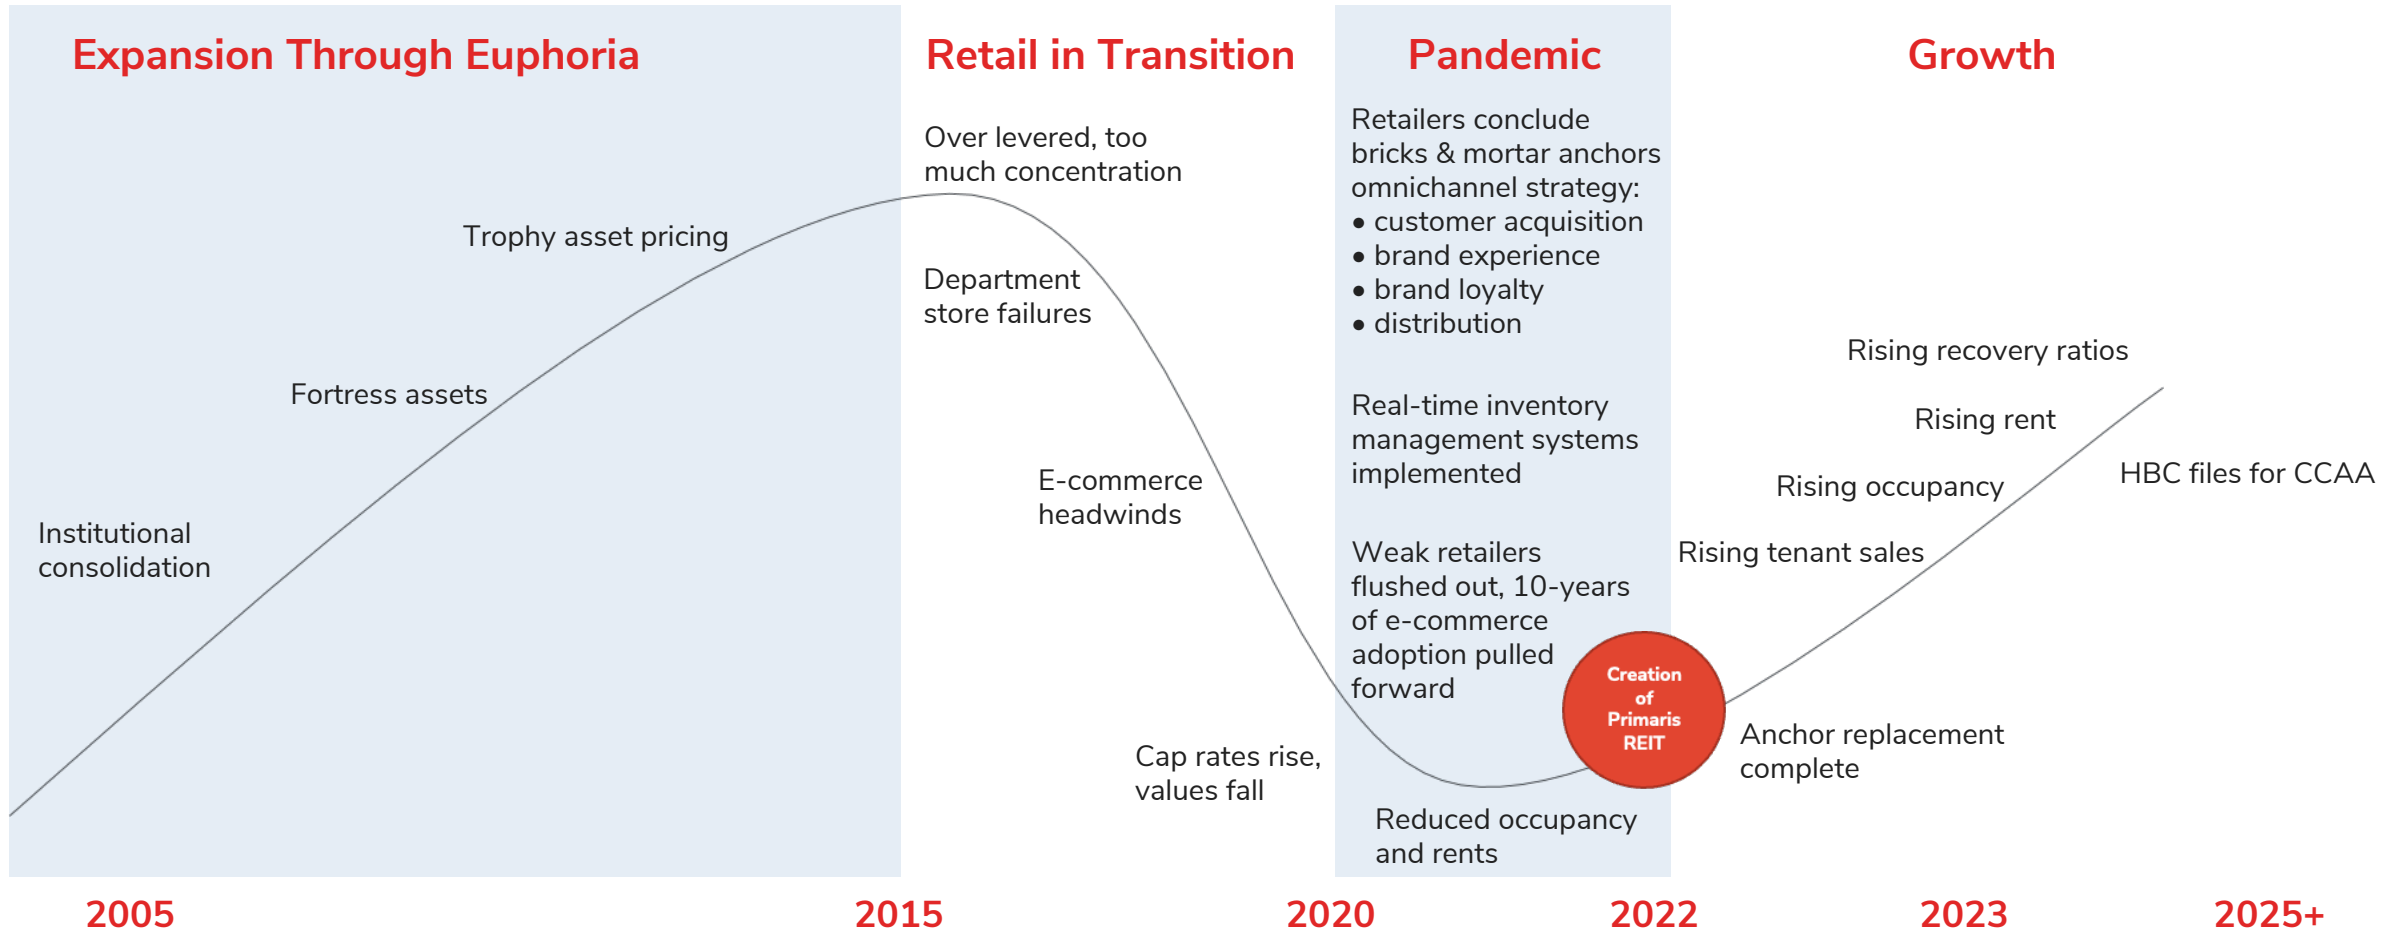 Expansion Through Euphoria
Institutional
consolidation
Fortress assets
Trophy asset pricing
Retail in Transition
Over levered, too
much concentration
Department
store failures
E-commerce
headwinds
Cap rates rise,
values fall
Pandemic
Retailers conclude
bricks & mortar anchors
omnichannel strategy:
• customer acquisition
• brand experience
• brand loyalty
• distribution
Real-time inventory
management systems
implemented
Weak retailers
flushed out, 10-years
of e-commerce
adoption pulled
forward
Reduced occupancy
and rents
Creation
of
Primaris
REIT
Growth
Rising recovery ratios
Rising rent
HBC files for CCAA
Rising occupancy
Rising tenant sales
Anchor replacement
complete
2005
2015
2020
2022
2023
2025+